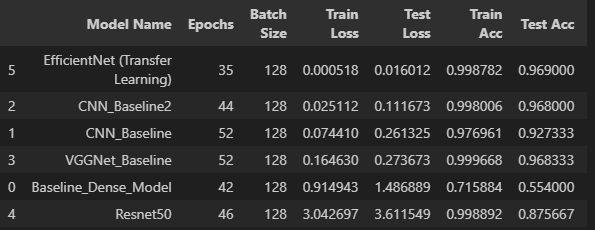 Model Name Epochs Batch Size Train Loss Test Loss Train Acc Test Acc
5 EfficientNet (Transfer Learning) 35 128 0.000518 0.016012 0.998782 0.969000
2 CNN_Baseline2 44 128 0.025112 0.111673 0.998006 0.968000
1 CNN_Baseline 52 128 0.074410 0.261325 0.976961 0.927333
3 VGGNet_Baseline 52 128 0.164630 0.273673 0.999668 0.968333
0 Baseline_Dense_Model 42 128 0.914943 1.486889 0.715884 0.554000
4 Resnet50 46 128 3.042697 3.611549 0.998892 0.875667